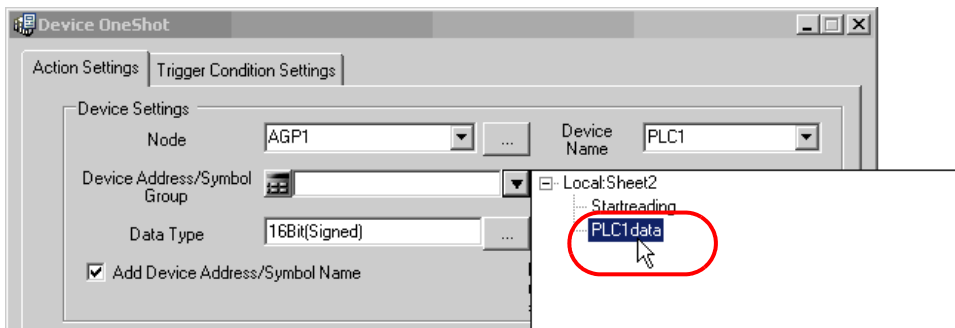 Device OneShot
Action Settings Trigger Condition Settings
Device Settings
Node AGP1 ... Device Name PLC1
Device Address/Symbol Group
Local:Sheet2
Startreading
PLC1data
Data Type 16Bit(Signed) ...
Add Device Address/Symbol Name